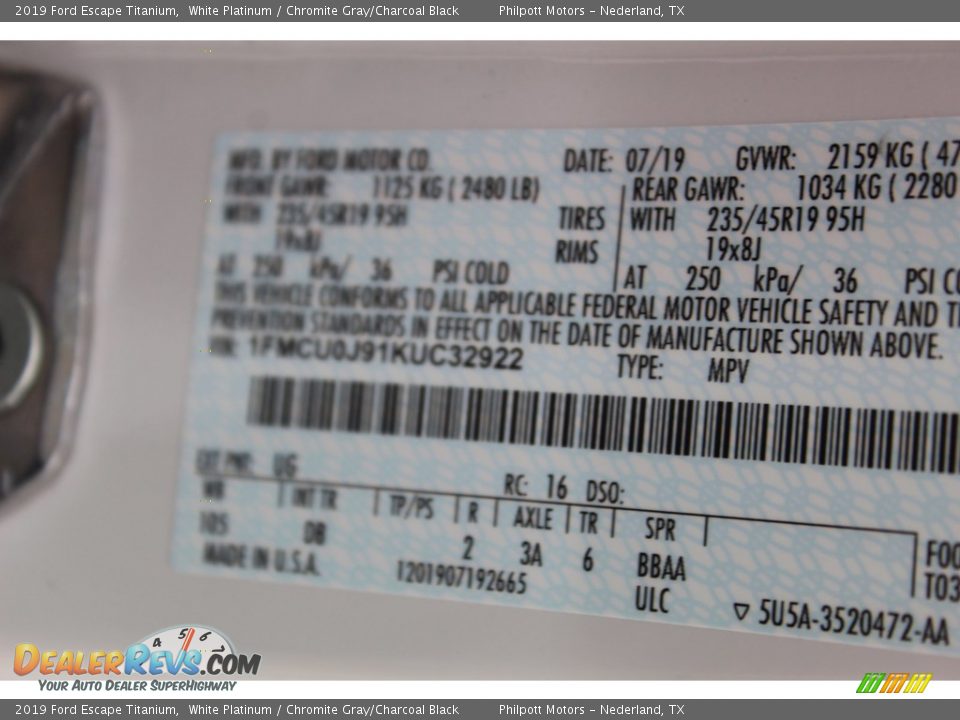 2019 Ford Escape Titanium, White Platinum / Chromite Gray/Charcoal Black Philpott Motors - Nederland, TX
MFD. BY FORD MOTOR CO. DATE: 07/19 GVWR: 2159 KG ( 47
FRONT GAWR: 1125 KG ( 2480 LB) REAR GAWR: 1034 KG ( 2280
WITH 235/45R19 95H TIRES WITH 235/45R19 95H
19x8J RIMS 19x8J
AT 250 kPa/ 36 PSI COLD AT 250 kPa/ 36 PSI CO
THIS VEHICLE CONFORMS TO ALL APPLICABLE FEDERAL MOTOR VEHICLE SAFETY AND T
PREVENTION STANDARDS IN EFFECT ON THE DATE OF MANUFACTURE SHOWN ABOVE.
VIN: 1FMCU0J91KUC32922 TYPE: MPV
EXT PNT: UG RC: 16 DSO:
WB INT TR TP/PS R AXLE TR SPR
105 DB 2 3A 6 BBAA F00
MADE IN U.S.A. 1201907192665 ULC T03
5U5A-3520472-AA
DEALERREVS.COM
4 5 6 7
YOUR AUTO DEALER SUPERHIGHWAY
2019 Ford Escape Titanium, White Platinum / Chromite Gray/Charcoal Black Philpott Motors - Nederland, TX